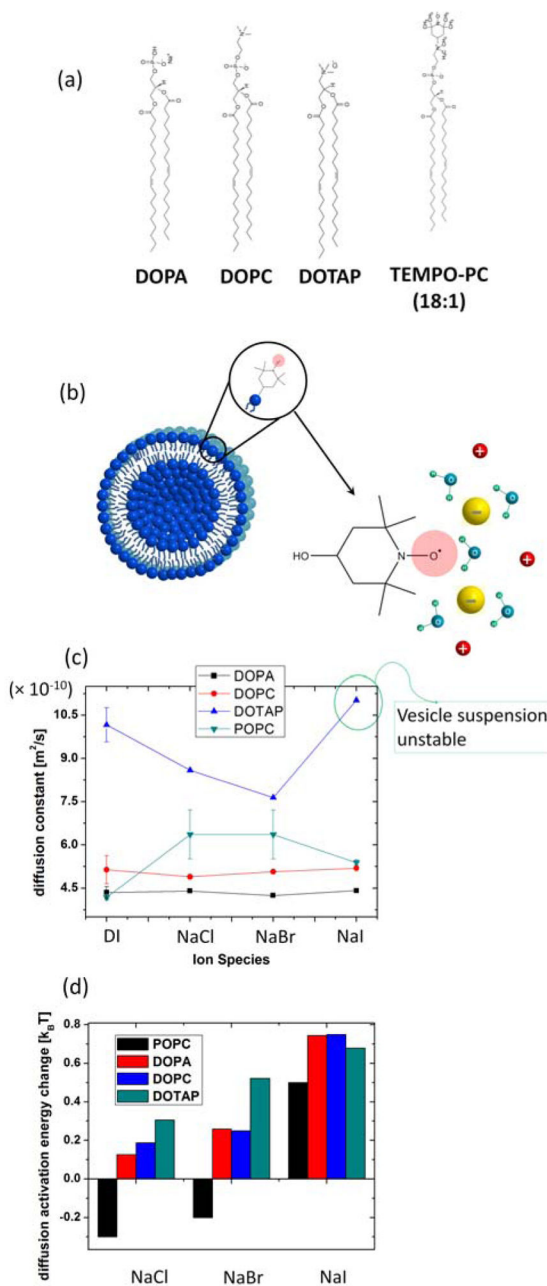 (a)
DOPA
DOPC
DOTAP
TEMPO-PC
(18:1)
(b)
HO
N
O•
+
O
O
+
O
O
O
+
(c)
(× 10⁻¹⁰)
DOPA
DOPC
DOTAP
POPC
10.5
9.0
7.5
6.0
4.5
diffusion constant [m²/s]
DI
NaCl
NaBr
NaI
Ion Species
Vesicle suspension
unstable
(d)
POPC
DOPA
DOPC
DOTAP
0.8
0.6
0.4
0.2
0.0
-0.2
diffusion activation energy change [k_BT]
NaCl
NaBr
NaI